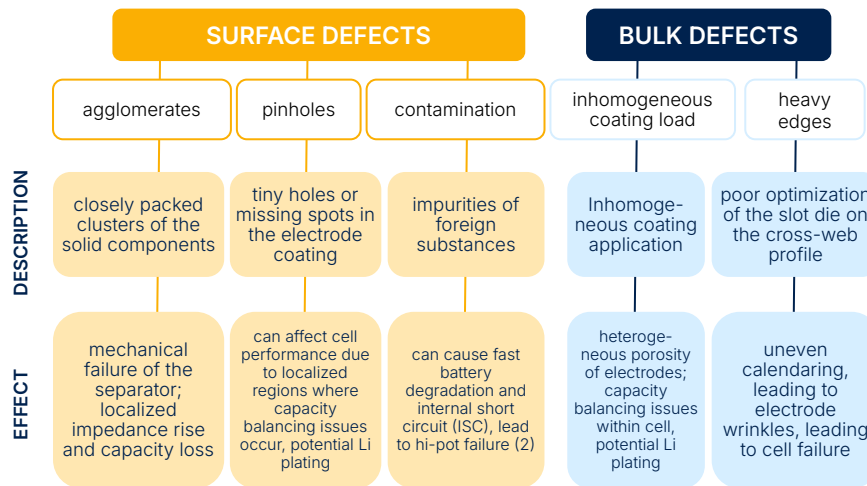 SURFACE DEFECTS
BULK DEFECTS
agglomerates
pinholes
contamination
inhomogeneous
coating load
heavy
edges
DESCRIPTION
closely packed
clusters of the
solid components
tiny holes or
missing spots in
the electrode
coating
impurities of
foreign
substances
Inhomoge-
neous coating
application
poor optimization
of the slot die on
the cross-web
profile
EFFECT
mechanical
failure of the
separator;
localized
impedance rise
and capacity loss
can affect cell
performance due
to localized
regions where
capacity
balancing issues
occur, potential Li
plating
can cause fast
battery
degradation and
internal short
circuit (ISC), lead
to hi-pot failure (2)
heteroge-
neous porosity
of electrodes;
capacity
balancing issues
within cell,
potential Li
plating
uneven
calendaring,
leading to
electrode
wrinkles, leading
to cell failure